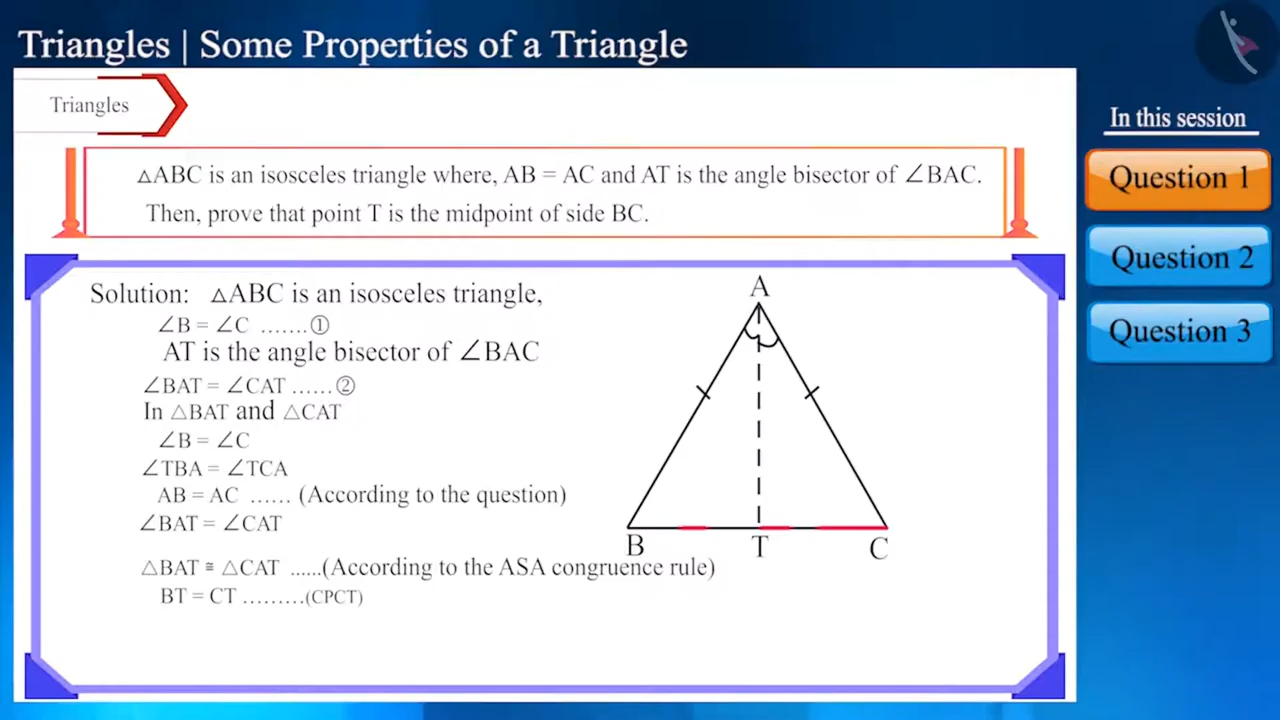 Triangles | Some Properties of a Triangle
Triangles
In this session
△ABC is an isosceles triangle where, AB = AC and AT is the angle bisector of ∠BAC.
Then, prove that point T is the midpoint of side BC.
Question 1
Question 2
Question 3
Solution: △ABC is an isosceles triangle,
∠B = ∠C .......①
AT is the angle bisector of ∠BAC
∠BAT = ∠CAT ......②
In △BAT and △CAT
∠B = ∠C
∠TBA = ∠TCA
AB = AC ...... (According to the question)
∠BAT = ∠CAT
△BAT ≅ △CAT ......(According to the ASA congruence rule)
BT = CT .........(CPCT)
A
B T C